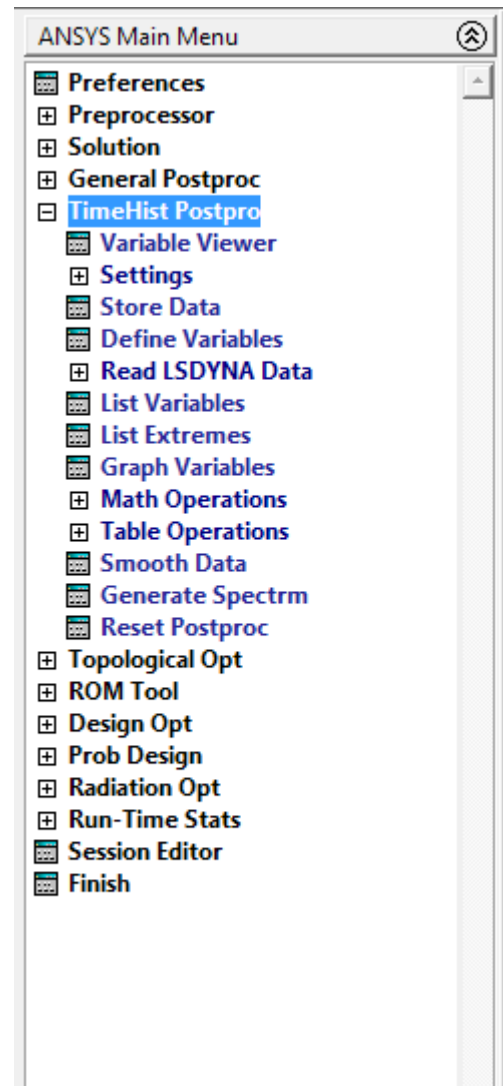 ANSYS Main Menu
Preferences
Preprocessor
Solution
General Postproc
TimeHist Postpro
Variable Viewer
Settings
Store Data
Define Variables
Read LSDYNA Data
List Variables
List Extremes
Graph Variables
Math Operations
Table Operations
Smooth Data
Generate Spectrm
Reset Postproc
Topological Opt
ROM Tool
Design Opt
Prob Design
Radiation Opt
Run-Time Stats
Session Editor
Finish